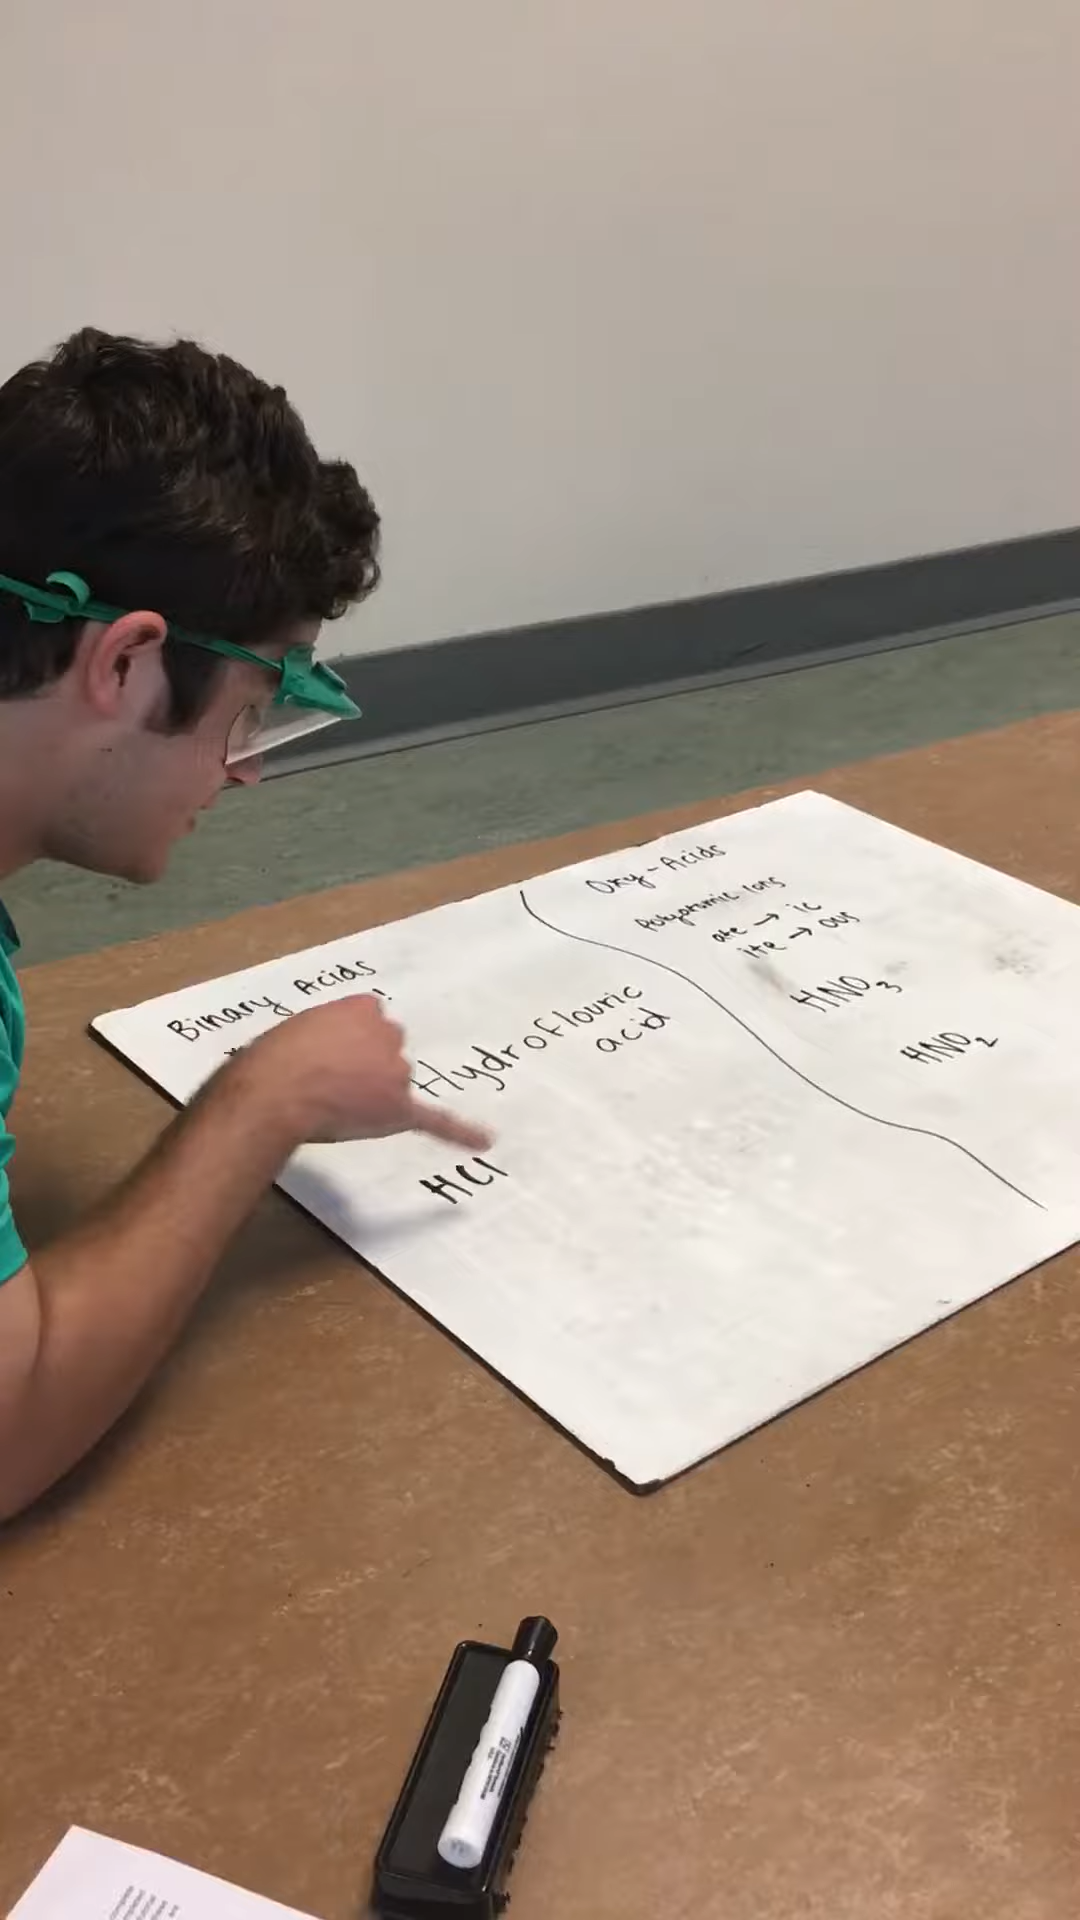 Binary Acids
Hydroflouric
acid
HCl
Oxy-Acids
Polyatomic Ions
ate → ic
ite → ous
HNO3
HNO2